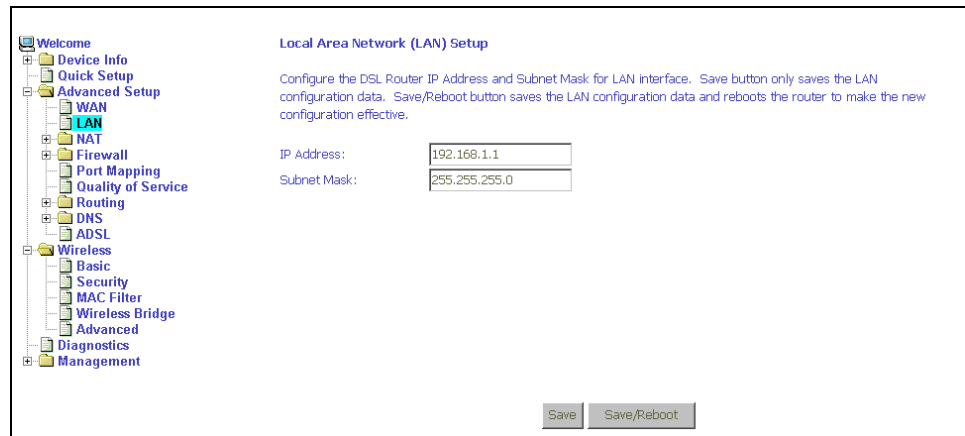 Welcome
Device Info
Quick Setup
Advanced Setup
WAN
LAN
NAT
Firewall
Port Mapping
Quality of Service
Routing
DNS
ADSL
Wireless
Basic
Security
MAC Filter
Wireless Bridge
Advanced
Diagnostics
Management
Local Area Network (LAN) Setup
Configure the DSL Router IP Address and Subnet Mask for LAN interface. Save button only saves the LAN
configuration data. Save/Reboot button saves the LAN configuration data and reboots the router to make the new
configuration effective.
IP Address: 192.168.1.1
Subnet Mask: 255.255.255.0
Save Save/Reboot